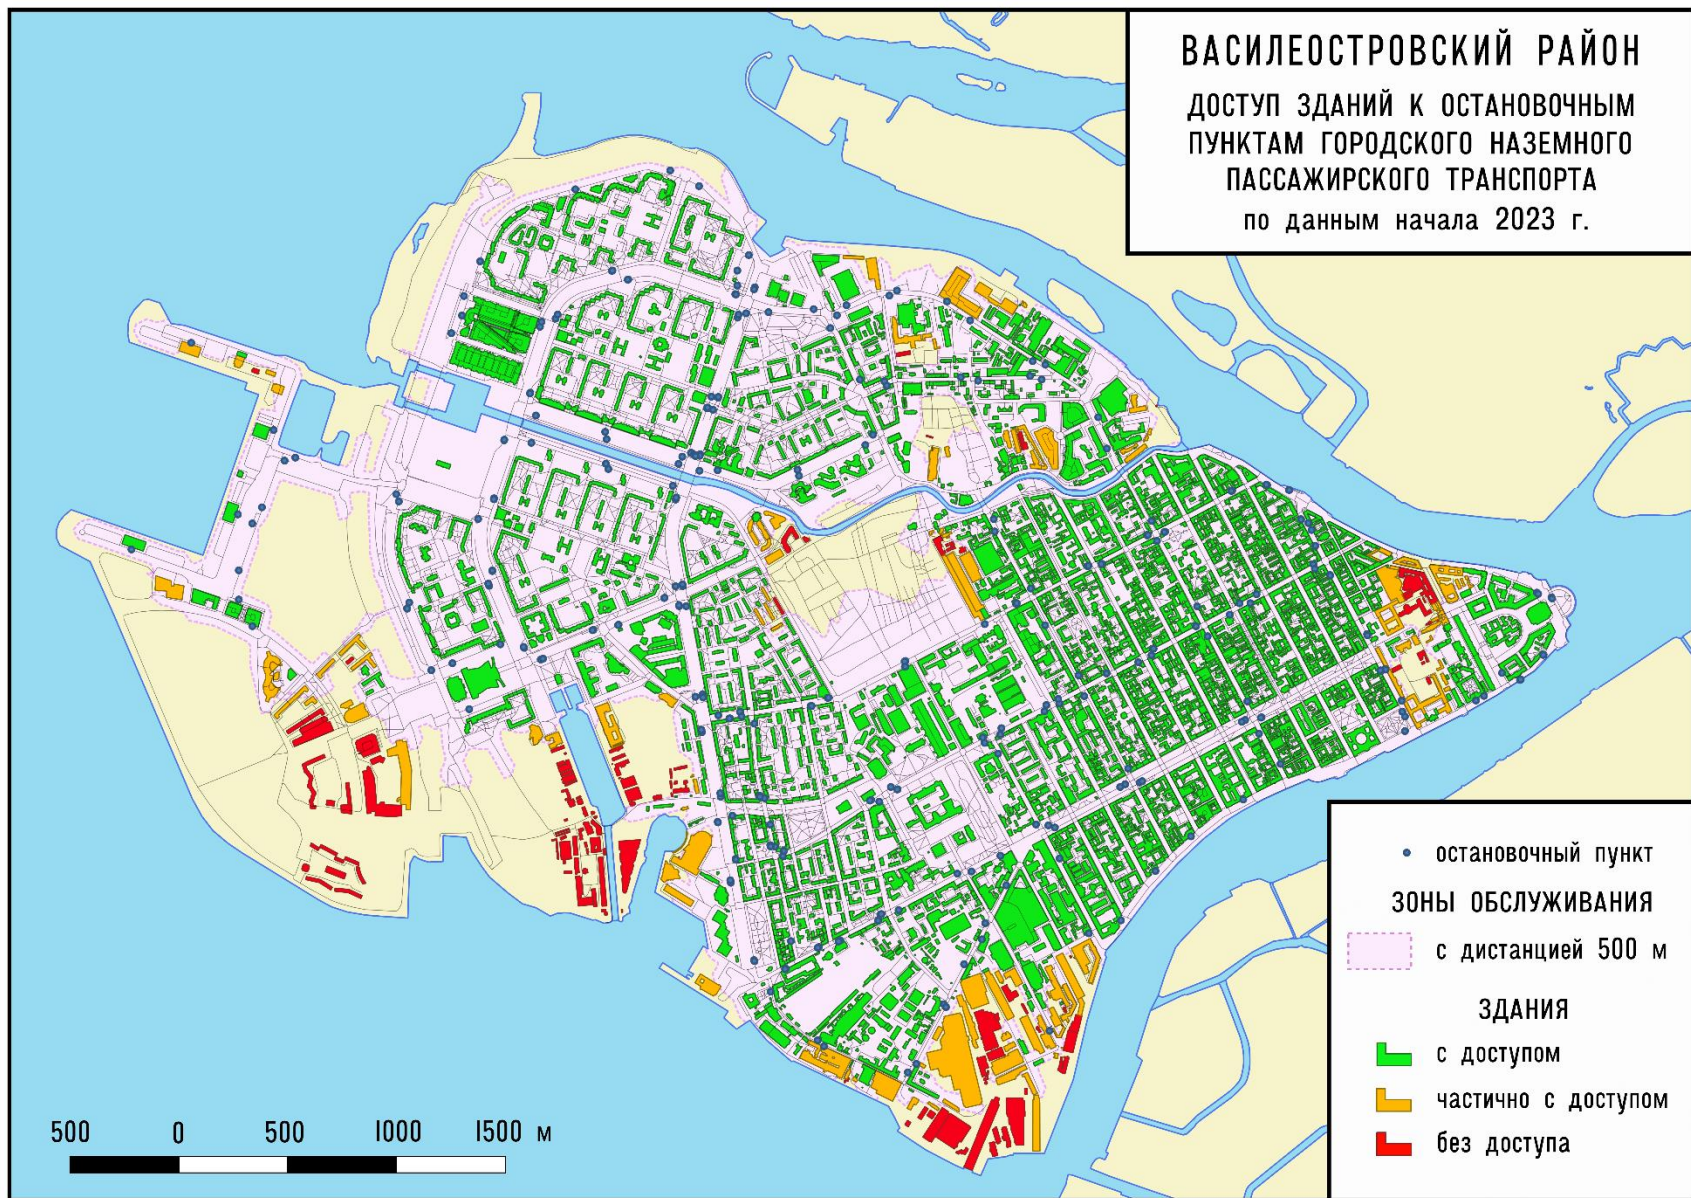 ВАСИЛЕОСТРОВСКИЙ РАЙОН
ДОСТУП ЗДАНИЙ К ОСТАНОВОЧНЫМ
ПУНКТАМ ГОРОДСКОГО НАЗЕМНОГО
ПАССАЖИРСКОГО ТРАНСПОРТА
по данным начала 2023 г.
остановочный пункт
ЗОНЫ ОБСЛУЖИВАНИЯ
с дистанцией 500 м
ЗДАНИЯ
с доступом
частично с доступом
без доступа
500 0 500 1000 1500 м